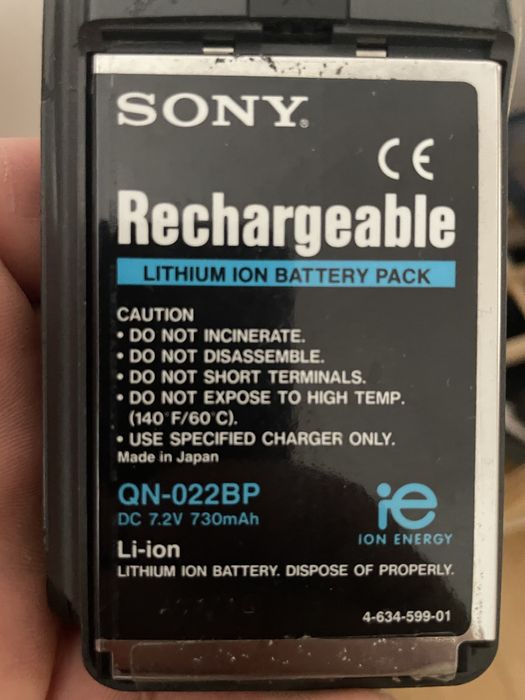 SONY®
CE
Rechargeable
LITHIUM ION BATTERY PACK
CAUTION
• DO NOT INCINERATE.
• DO NOT DISASSEMBLE.
• DO NOT SHORT TERMINALS.
• DO NOT EXPOSE TO HIGH TEMP.
(140°F/60°C).
• USE SPECIFIED CHARGER ONLY.
Made in Japan
QN-022BP
DC 7.2V 730mAh
ie
ION ENERGY
Li-ion
LITHIUM ION BATTERY. DISPOSE OF PROPERLY.
4-634-599-01